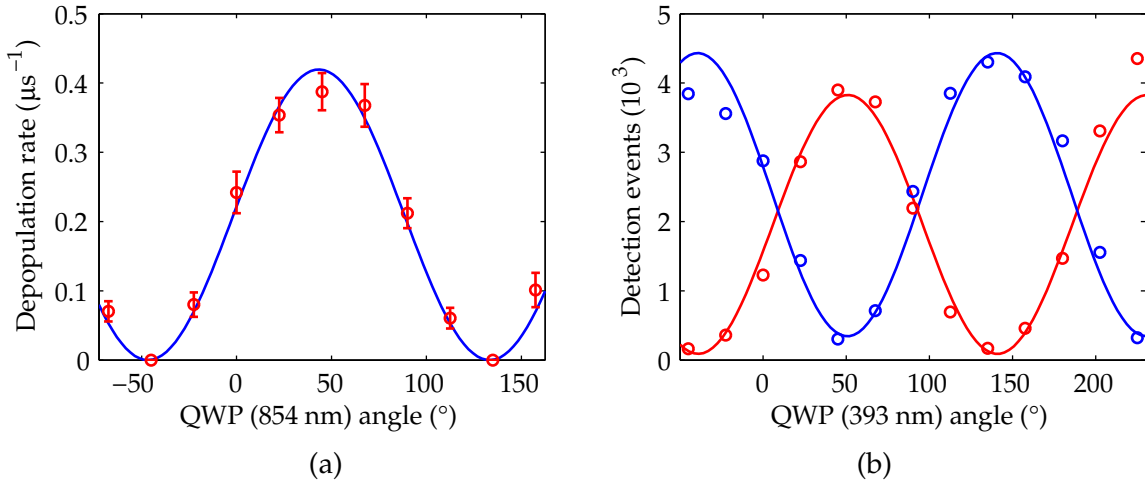 0.5
0.4
0.3
0.2
0.1
0
Depopulation rate (μs⁻¹)
−50 0 50 100 150
QWP (854 nm) angle (°)
(a)
5
4
3
2
1
0
Detection events (10³)
0 50 100 150 200
QWP (393 nm) angle (°)
(b)